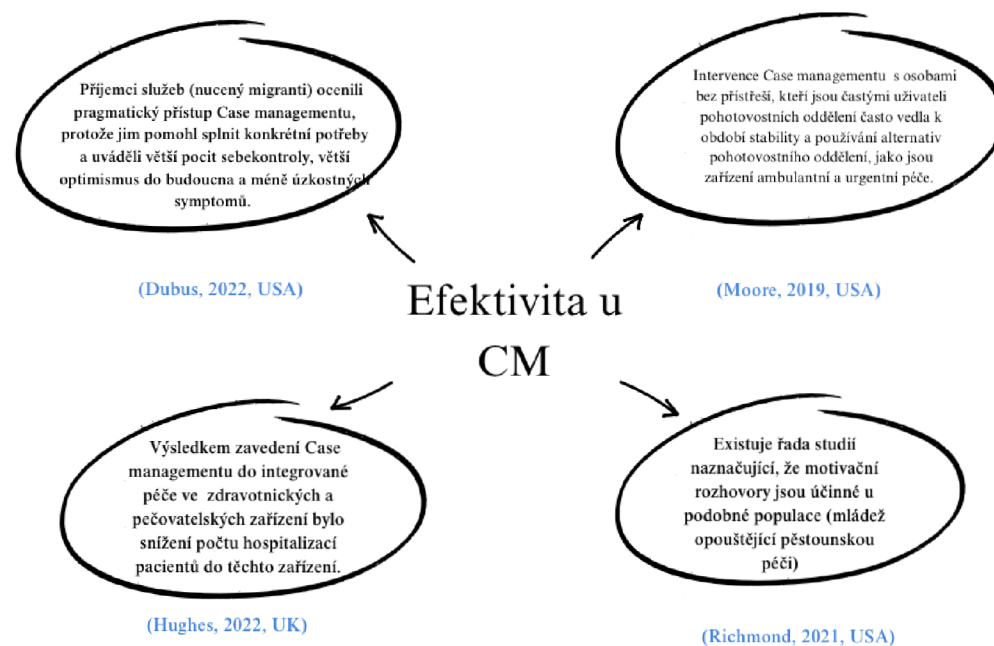 Příjemci služeb (nucený migranti) ocenili
pragmatický přístup Case managementu,
protože jim pomohl splnit konkrétní potřeby
a uváděli větší pocit sebekontroly, větší
optimismus do budoucna a méně úzkostných
symptomů.
(Dubus, 2022, USA)
Intervence Case managementu s osobami
bez přístřeší, kteří jsou častými uživateli
pohotovostních oddělení často vedla k
období stability a používání alternativ
pohotovostního oddělení, jako jsou
zařízení ambulantní a urgentní péče.
(Moore, 2019, USA)
Efektivita u
CM
Výsledkem zavedení Case
managementu do integrované
péče ve zdravotnických a
pečovatelských zařízení bylo
snížení počtu hospitalizací
pacientů do těchto zařízení.
(Hughes, 2022, UK)
Existuje řada studií
naznačující, že motivační
rozhovory jsou účinné u
podobné populace (mládež
opouštějící pěstounskou
péči)
(Richmond, 2021, USA)